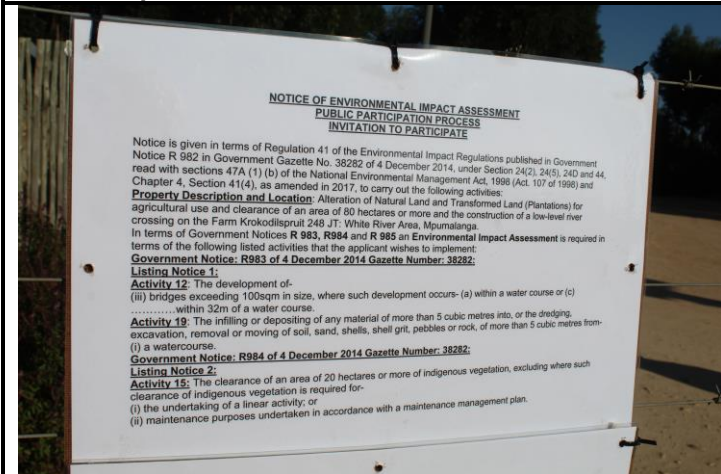 NOTICE OF ENVIRONMENTAL IMPACT ASSESSMENT
PUBLIC PARTICIPATION PROCESS
INVITATION TO PARTICIPATE
Notice is given in terms of Regulation 41 of the Environmental Impact Regulations published in Government
Notice R 982 in Government Gazette No. 38282 of 4 December 2014, under Section 24(2), 24(5), 24D and 44,
read with sections 47A (1) (b) of the National Environmental Management Act, 1998 (Act. 107 of 1998) and
Chapter 4, Section 41(4), as amended in 2017, to carry out the following activities:
Property Description and Location: Alteration of Natural Land and Transformed Land (Plantations) for
agricultural use and clearance of an area of 80 hectares or more and the construction of a low-level river
crossing on the Farm Krokodilspruit 248 JT: White River Area, Mpumalanga.
In terms of Government Notices R 983, R984 and R 985 an Environmental Impact Assessment is required in
terms of the following listed activities that the applicant wishes to implement:
Government Notice: R983 of 4 December 2014 Gazette Number: 38282:
Listing Notice 1:
Activity 12: The development of-
(iii) bridges exceeding 100sqm in size, where such development occurs- (a) within a water course or (c)
............within 32m of a water course.
Activity 19: The infilling or depositing of any material of more than 5 cubic metres into, or the dredging,
excavation, removal or moving of soil, sand, shells, shell grit, pebbles or rock, of more than 5 cubic metres from-
(i) a watercourse.
Government Notice: R984 of 4 December 2014 Gazette Number: 38282:
Listing Notice 2:
Activity 15: The clearance of an area of 20 hectares or more of indigenous vegetation, excluding where such
clearance of indigenous vegetation is required for-
(i) the undertaking of a linear activity; or
(ii) maintenance purposes undertaken in accordance with a maintenance management plan.